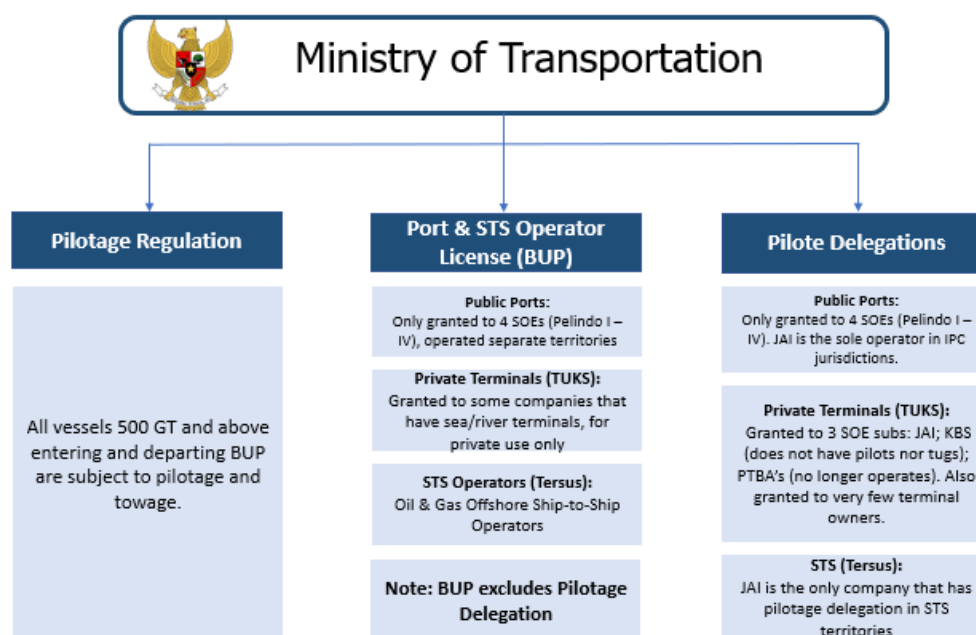 Ministry of Transportation
Pilotage Regulation
All vessels 500 GT and above
entering and departing BUP
are subject to pilotage and
towage.
Port & STS Operator
License (BUP)
Public Ports:
Only granted to 4 SOEs (Pelindo I –
IV), operated separate territories
Private Terminals (TUKS):
Granted to some companies that
have sea/river terminals, for
private use only
STS Operators (Tersus):
Oil & Gas Offshore Ship-to-Ship
Operators
Note: BUP excludes Pilotage
Delegation
Pilote Delegations
Public Ports:
Only granted to 4 SOEs (Pelindo I –
IV). JAI is the sole operator in IPC
jurisdictions.
Private Terminals (TUKS):
Granted to 3 SOE subs: JAI; KBS
(does not have pilots nor tugs);
PTBA's (no longer operates). Also
granted to very few terminal
owners.
STS (Tersus):
JAI is the only company that has
pilotage delegation in STS
territories